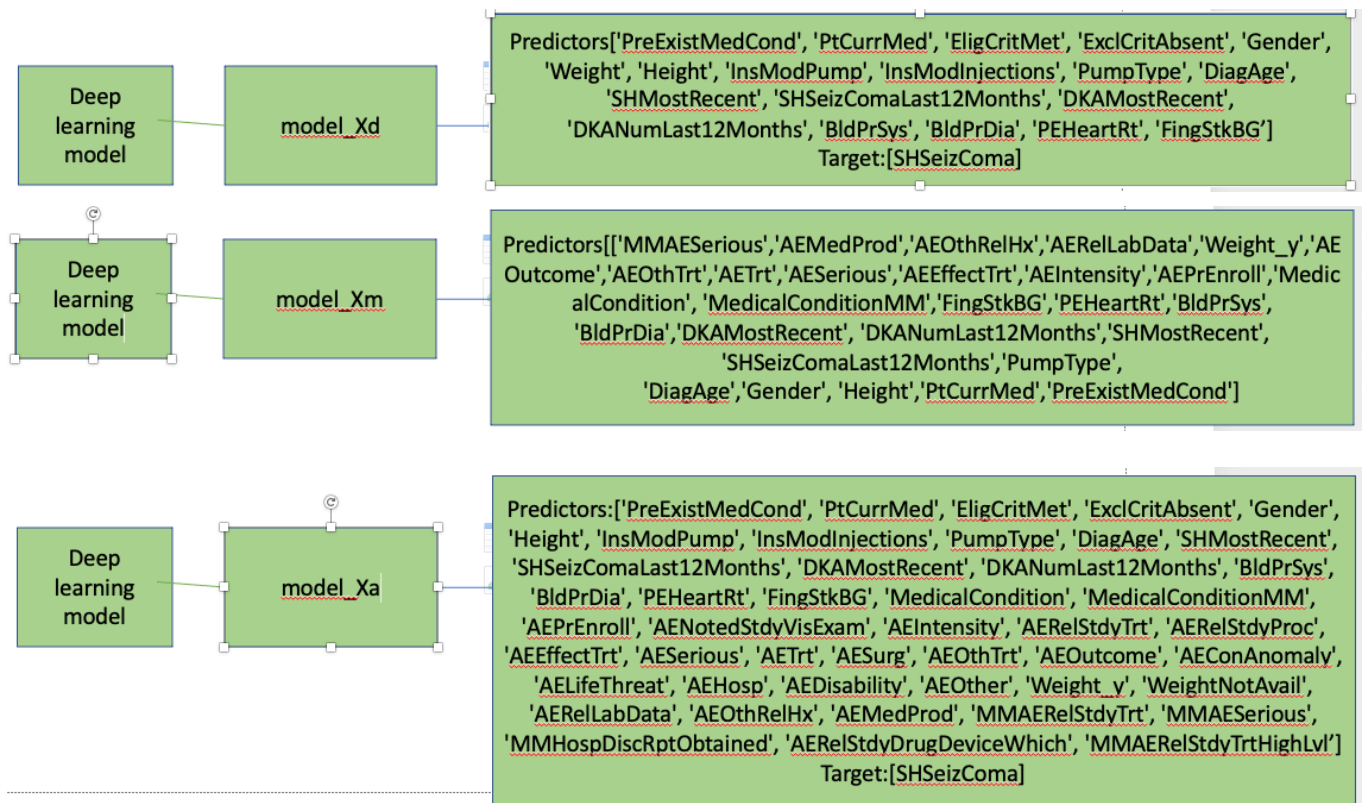 Deep
learning
model
model_Xd
Predictors['PreExistMedCond', 'PtCurrMed', 'EligCritMet', 'ExclCritAbsent', 'Gender',
'Weight', 'Height', 'InsModPump', 'InsModInjections', 'PumpType', 'DiagAge',
'SHMostRecent', 'SHSeizComaLast12Months', 'DKAMostRecent',
'DKANumLast12Months', 'BldPrSys', 'BldPrDia', 'PEHeartRt', 'FingStkBG’]
Target:[SHSeizComa]
Deep
learning
model
model_Xm
Predictors[['MMAESerious','AEMedProd','AEOthRelHx','AERelLabData','Weight_y','AE
Outcome','AEOthTrt','AETrt','AESerious','AEEffectTrt','AEIntensity','AEPrEnroll','Medic
alCondition', 'MedicalConditionMM','FingStkBG','PEHeartRt','BldPrSys',
'BldPrDia','DKAMostRecent', 'DKANumLast12Months','SHMostRecent',
'SHSeizComaLast12Months','PumpType',
'DiagAge','Gender', 'Height','PtCurrMed','PreExistMedCond']
Deep
learning
model
model_Xa
Predictors:['PreExistMedCond', 'PtCurrMed', 'EligCritMet', 'ExclCritAbsent', 'Gender',
'Height', 'InsModPump', 'InsModInjections', 'PumpType', 'DiagAge', 'SHMostRecent',
'SHSeizComaLast12Months', 'DKAMostRecent', 'DKANumLast12Months', 'BldPrSys',
'BldPrDia', 'PEHeartRt', 'FingStkBG', 'MedicalCondition', 'MedicalConditionMM',
'AEPrEnroll', 'AENotedStdyVisExam', 'AEIntensity', 'AERelStdyTrt', 'AERelStdyProc',
'AEEffectTrt', 'AESerious', 'AETrt', 'AESurg', 'AEOthTrt', 'AEOutcome', 'AEConAnomaly',
'AELifeThreat', 'AEHosp', 'AEDisability', 'AEOther', 'Weight_y', 'WeightNotAvail',
'AERelLabData', 'AEOthRelHx', 'AEMedProd', 'MMAERelStdyTrt', 'MMAESerious',
'MMHospDiscRptObtained', 'AERelStdyDrugDeviceWhich', 'MMAERelStdyTrtHighLvl’]
Target:[SHSeizComa]